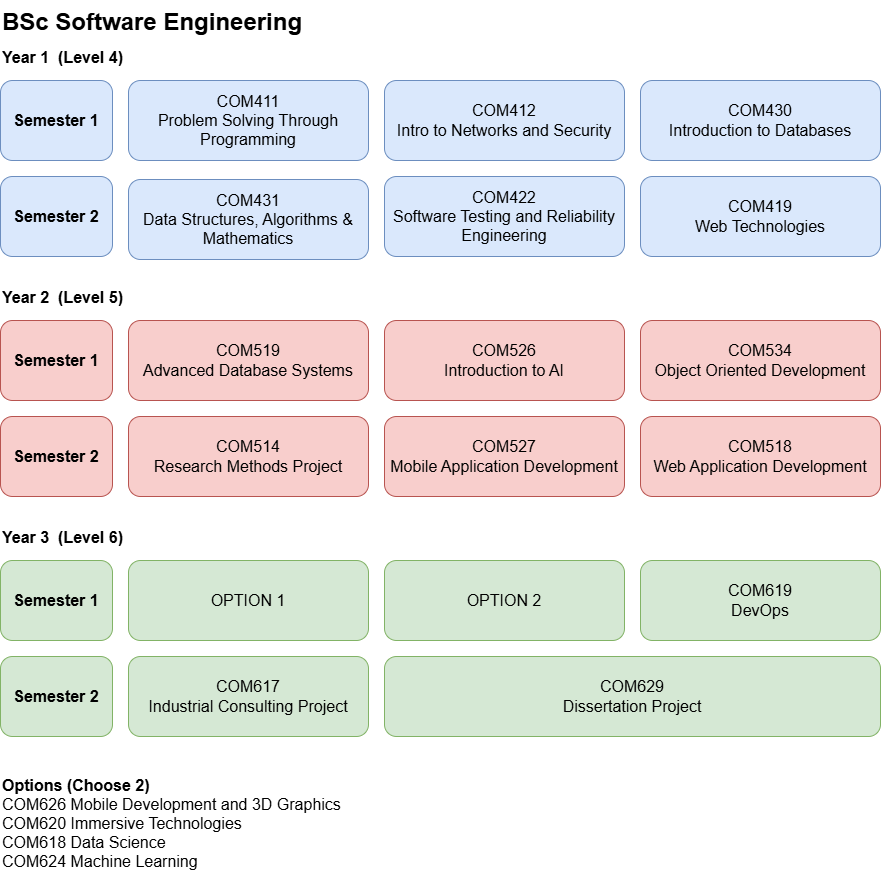 BSc Software Engineering
Year 1  (Level 4)
Semester 1
COM411
Problem Solving Through
Programming
COM412
Intro to Networks and Security
COM430
Introduction to Databases
Semester 2
COM431
Data Structures, Algorithms &
Mathematics
COM422
Software Testing and Reliability
Engineering
COM419
Web Technologies
Year 2  (Level 5)
Semester 1
COM519
Advanced Database Systems
COM526
Introduction to AI
COM534
Object Oriented Development
Semester 2
COM514
Research Methods Project
COM527
Mobile Application Development
COM518
Web Application Development
Year 3  (Level 6)
Semester 1
OPTION 1
OPTION 2
COM619
DevOps
Semester 2
COM617
Industrial Consulting Project
COM629
Dissertation Project
Options (Choose 2)
COM626 Mobile Development and 3D Graphics
COM620 Immersive Technologies
COM618 Data Science
COM624 Machine Learning